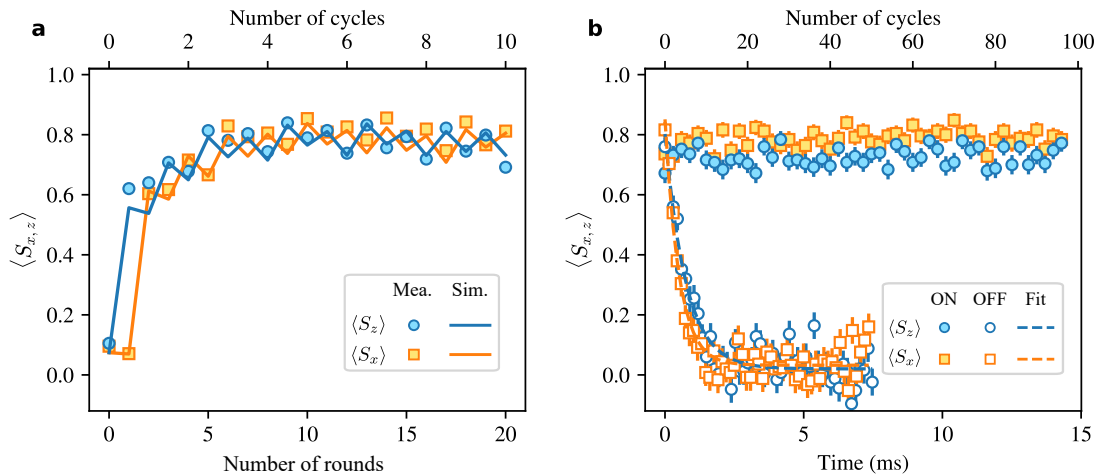 a
Number of cycles
0 2 4 6 8 10
1.0
0.8
0.6
0.4
0.2
0.0
⟨S_{x,z}⟩
Mea. Sim.
⟨S_z⟩
⟨S_x⟩
0 5 10 15 20
Number of rounds
b
Number of cycles
0 20 40 60 80 100
1.0
0.8
0.6
0.4
0.2
0.0
⟨S_{x,z}⟩
ON OFF Fit
⟨S_z⟩
⟨S_x⟩
0 5 10 15
Time (ms)